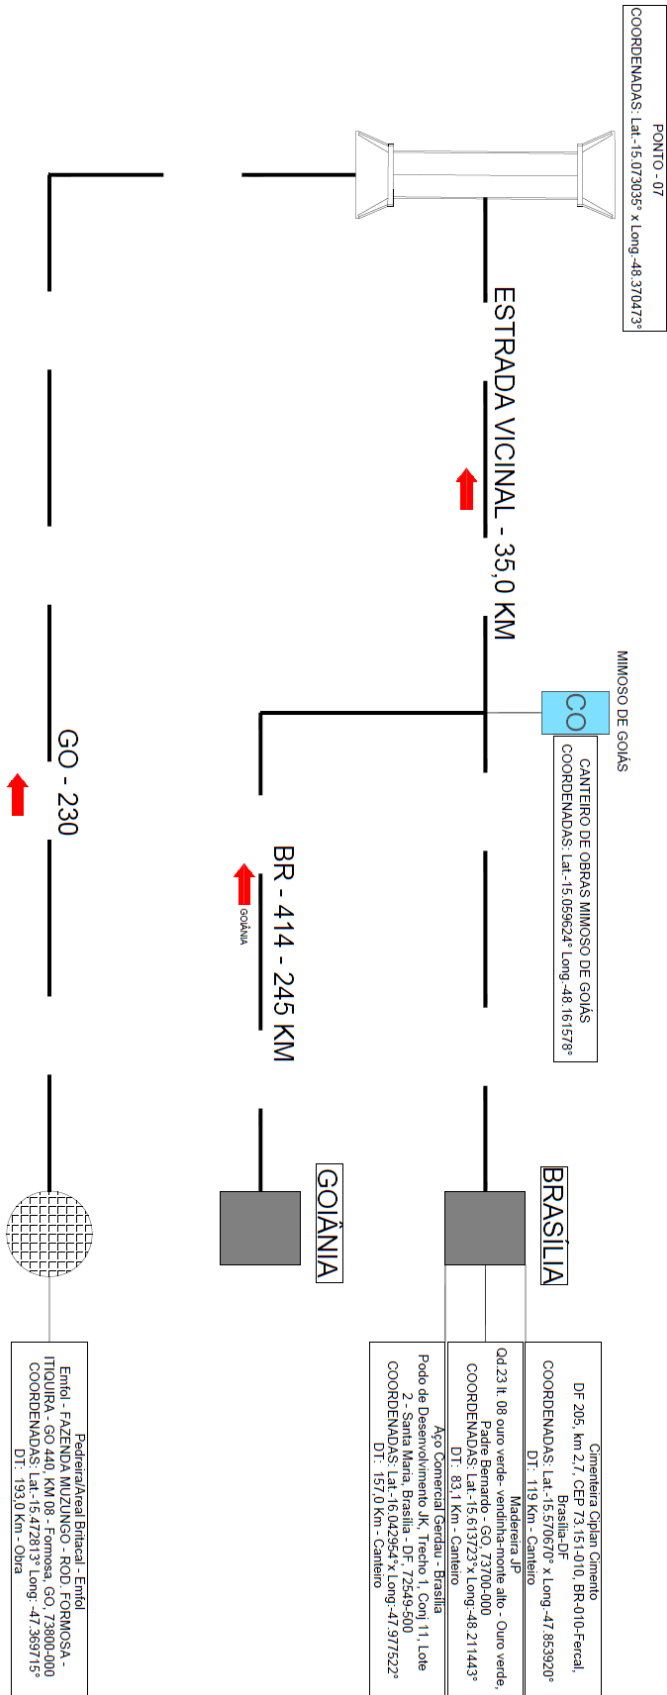 PONTO - 07
COORDENADAS: Lat.-15.073035° x Long.-48.370473°
MIMOSO DE GOIÁS
CO
CANTEIRO DE OBRAS MIMOSO DE GOIÁS
COORDENADAS: Lat.-15.059624° Long.-48.161578°
ESTRADA VICINAL - 35,0 KM
BRASÍLIA
Cimenteira Ciplan Cimento
DF 205, km 2,7, CEP 73.151-010, BR-010-Fercal,
Brasília-DF
COORDENADAS: Lat.-15.570670° x Long.-47.853920°
DT: 119 Km - Canteiro
Madereira JP
Qd.23 lt. 08 ouro verde- vendinha-monte alto - Ouro verde,
Padre Bernardo - GO, 73700-000
COORDENADAS: Lat.-15.613723°x Long.-48.211443°
DT: 83,1 Km - Canteiro
Aço Comercial Gerdau - Brasília
Podo de Desenvolvimento JK, Trecho 1, Conj 11, Lote
2 - Santa Maria, Brasília - DF, 72549-500
COORDENADAS: Lat.-16.042954°x Long.-47.977522°
DT: 157,0 Km - Canteiro
BR - 414 - 245 KM
GOIÂNIA
GOIÂNIA
GO - 230
Pedreira/Areal Britacal - Emfol
Emfol - FAZENDA MUZUNGO - ROD. FORMOSA -
ITIQUIRA - GO 440, KM 08 - Formosa, GO, 73800-000
COORDENADAS: Lat.-15.472813° Long: -47.369715°
DT: 193,0 Km - Obra